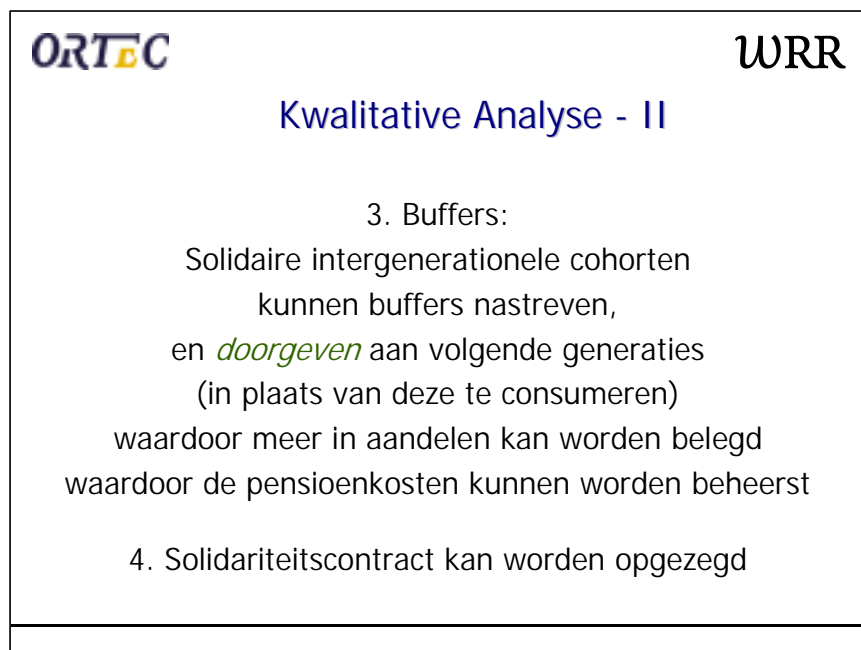 ORTEC
WRR
Kwalitative Analyse - II
3. Buffers:
Solidaire intergenerationele cohorten
kunnen buffers nastreven,
en doorgeven aan volgende generaties
(in plaats van deze te consumeren)
waardoor meer in aandelen kan worden belegd
waardoor de pensioenkosten kunnen worden beheerst
4. Solidariteitscontract kan worden opgezegd